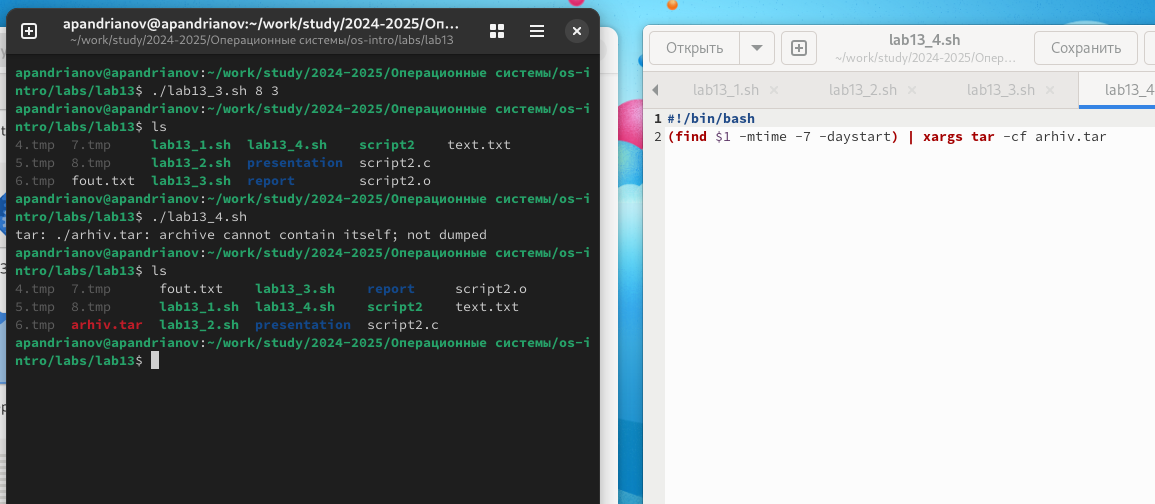 apandrianov@apandrianov:~/work/study/2024-2025/Оп...
~/work/study/2024-2025/Операционные системы/os-intro/labs/lab13
apandrianov@apandrianov:~/work/study/2024-2025/Операционные системы/os-i
ntro/labs/lab13$ ./lab13_3.sh 8 3
apandrianov@apandrianov:~/work/study/2024-2025/Операционные системы/os-i
ntro/labs/lab13$ ls
4.tmp 7.tmp lab13_1.sh lab13_4.sh script2 text.txt
5.tmp 8.tmp lab13_2.sh presentation script2.c
6.tmp fout.txt lab13_3.sh report script2.o
apandrianov@apandrianov:~/work/study/2024-2025/Операционные системы/os-i
ntro/labs/lab13$ ./lab13_4.sh
tar: ./arhiv.tar: archive cannot contain itself; not dumped
apandrianov@apandrianov:~/work/study/2024-2025/Операционные системы/os-i
ntro/labs/lab13$ ls
4.tmp 7.tmp fout.txt lab13_3.sh report script2.o
5.tmp 8.tmp lab13_1.sh lab13_4.sh script2 text.txt
6.tmp arhiv.tar lab13_2.sh presentation script2.c
apandrianov@apandrianov:~/work/study/2024-2025/Операционные системы/os-i
ntro/labs/lab13$
Открыть
lab13_4.sh
~/work/study/2024-2025/Опер...
Сохранить
lab13_1.sh lab13_2.sh lab13_3.sh lab13_4
1 #!/bin/bash
2 (find $1 -mtime -7 -daystart) | xargs tar -cf arhiv.tar